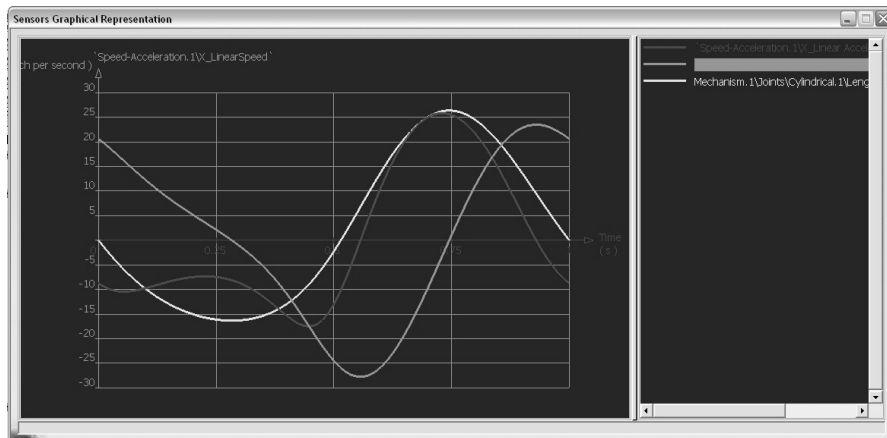 Sensors Graphical Representation
`Speed-Acceleration.1\X_LinearSpeed`
ch per second )
30
25
20
15
10
5
0
-5
-10
-15
-20
-25
-30
0.25
0.5
0.75
Time
( s )
`Speed-Acceleration.1\X_Linear Accel
Mechanism.1\Joints\Cylindrical.1\Leng